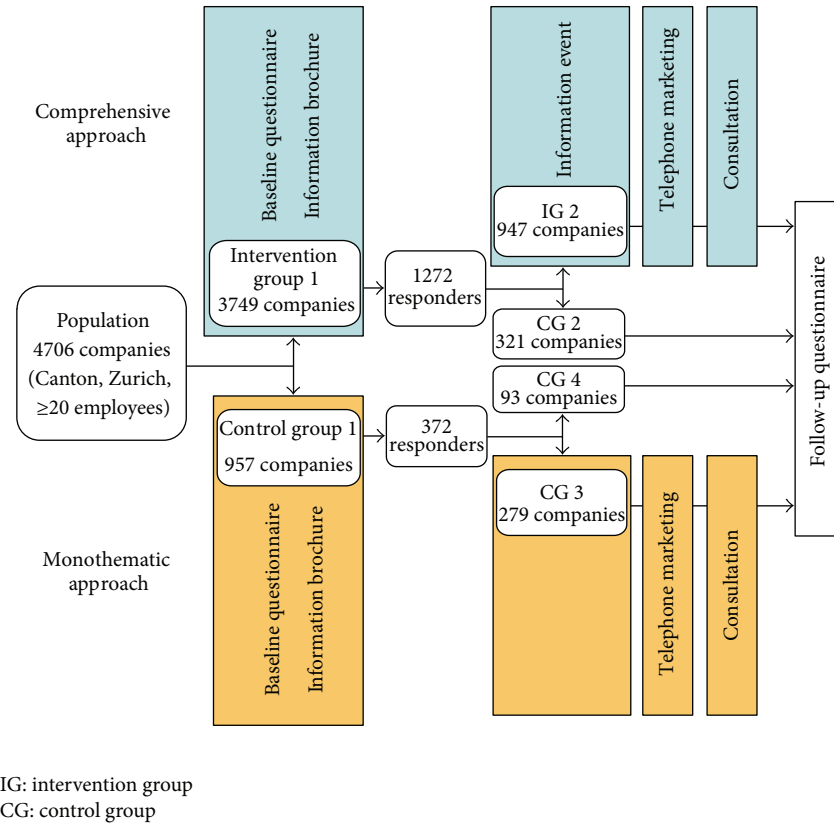 Comprehensive
approach
Baseline questionnaire
Information brochure
Intervention
group 1
3749 companies
Population
4706 companies
(Canton, Zurich,
≥20 employees)
Control group 1
957 companies
Baseline questionnaire
Information brochure
Monothematic
approach
1272
responders
372
responders
Information event
IG 2
947 companies
CG 2
321 companies
CG 4
93 companies
CG 3
279 companies
Telephone marketing
Consultation
Telephone marketing
Consultation
Follow-up questionnaire
IG: intervention group
CG: control group